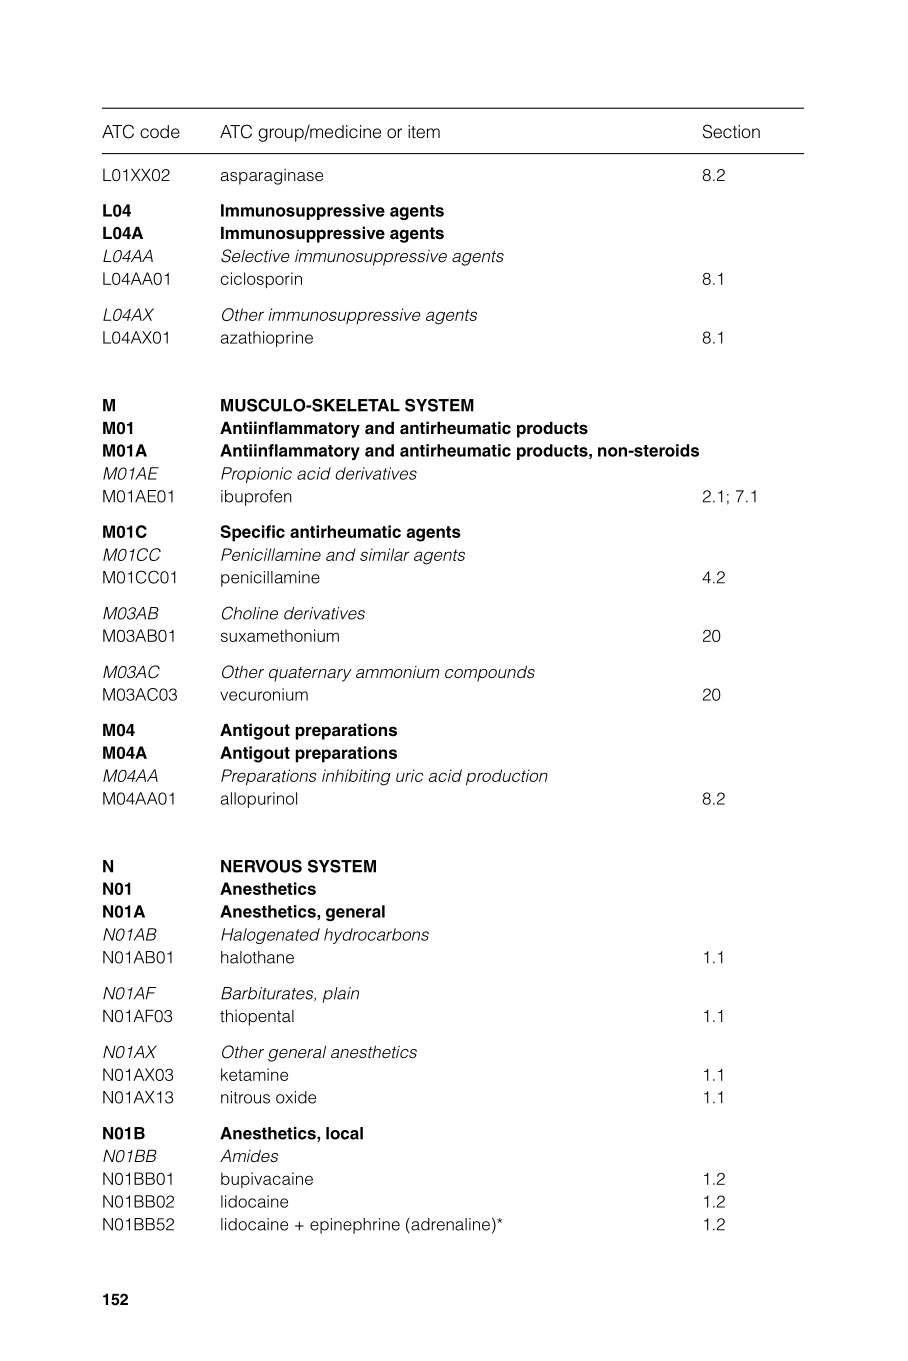 ATC code ATC group/medicine or item Section
L01XX02 asparaginase 8.2
L04 Immunosuppressive agents
L04A Immunosuppressive agents
L04AA Selective immunosuppressive agents
L04AA01 ciclosporin 8.1
L04AX Other immunosuppressive agents
L04AX01 azathioprine 8.1
M MUSCULO-SKELETAL SYSTEM
M01 Antiinflammatory and antirheumatic products
M01A Antiinflammatory and antirheumatic products, non-steroids
M01AE Propionic acid derivatives
M01AE01 ibuprofen 2.1; 7.1
M01C Specific antirheumatic agents
M01CC Penicillamine and similar agents
M01CC01 penicillamine 4.2
M03AB Choline derivatives
M03AB01 suxamethonium 20
M03AC Other quaternary ammonium compounds
M03AC03 vecuronium 20
M04 Antigout preparations
M04A Antigout preparations
M04AA Preparations inhibiting uric acid production
M04AA01 allopurinol 8.2
N NERVOUS SYSTEM
N01 Anesthetics
N01A Anesthetics, general
N01AB Halogenated hydrocarbons
N01AB01 halothane 1.1
N01AF Barbiturates, plain
N01AF03 thiopental 1.1
N01AX Other general anesthetics
N01AX03 ketamine 1.1
N01AX13 nitrous oxide 1.1
N01B Anesthetics, local
N01BB Amides
N01BB01 bupivacaine 1.2
N01BB02 lidocaine 1.2
N01BB52 lidocaine + epinephrine (adrenaline)* 1.2
152